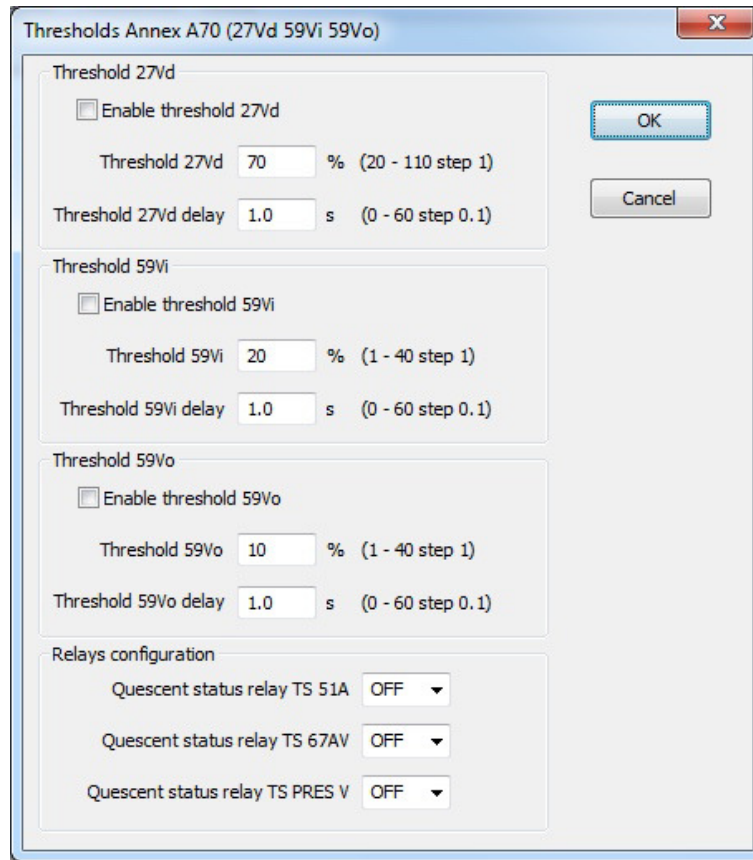 Thresholds Annex A70 (27Vd 59Vi 59Vo)
Threshold 27Vd
Enable threshold 27Vd
OK
Threshold 27Vd 70 % (20 - 110 step 1)
Cancel
Threshold 27Vd delay 1.0 s (0 - 60 step 0.1)
Threshold 59Vi
Enable threshold 59Vi
Threshold 59Vi 20 % (1 - 40 step 1)
Threshold 59Vi delay 1.0 s (0 - 60 step 0.1)
Threshold 59Vo
Enable threshold 59Vo
Threshold 59Vo 10 % (1 - 40 step 1)
Threshold 59Vo delay 1.0 s (0 - 60 step 0.1)
Relays configuration
Quescent status relay TS 51A OFF
Quescent status relay TS 67AV OFF
Quescent status relay TS PRES V OFF